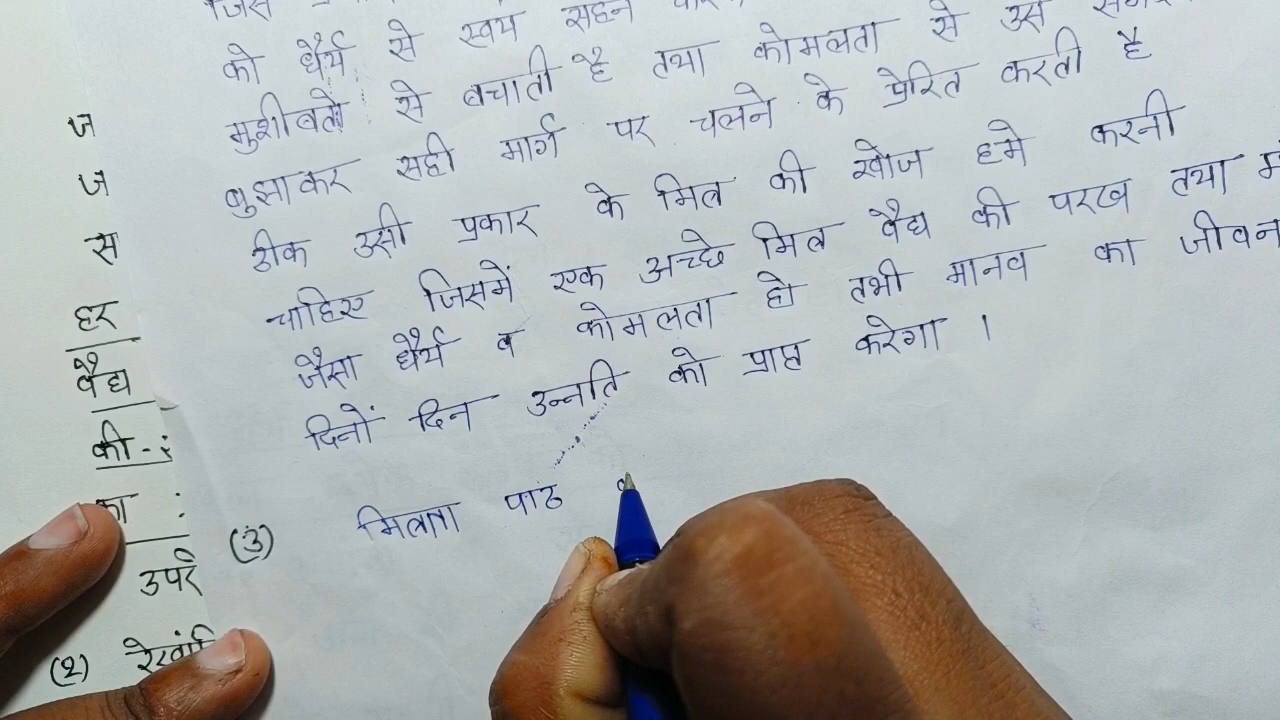 को धैर्य से स्वयं सहन
मुशीबतो से बचाती है तथा कोमलता से उसे
बुझाकर सही मार्ग पर चलने के प्रेरित करती है
ठीक उसी प्रकार के मित्र की खोज हमे करनी
चाहिए जिसमें एक अच्छे मित्र वैद्य की परख तथा
जैसा धैर्य व कोमलता हो तभी मानव का जीवन
दिनों दिन उन्नति को प्राप्त करेगा ।
(3) मित्रता पाठ
ज
ज
स
हर
वैद्य
की -:
का :
उपरे
(2)